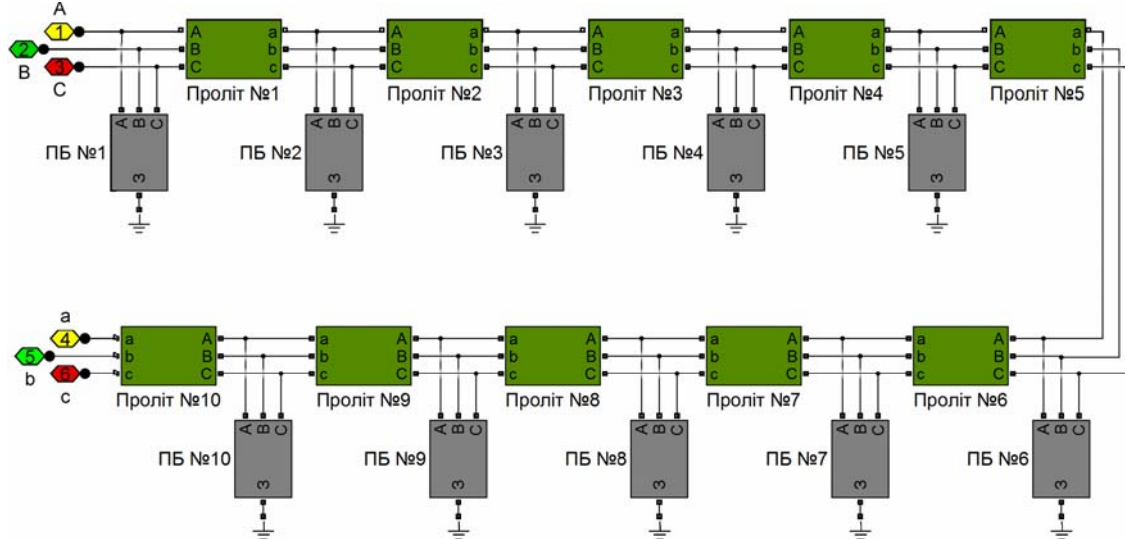 A
1
2
B
3
C
A B C a b c
Проліт №1
A B C a b c
Проліт №2
A B C a b c
Проліт №3
A B C a b c
Проліт №4
A B C a b c
Проліт №5
ПБ №1
A B C
З
ПБ №2
A B C
З
ПБ №3
A B C
З
ПБ №4
A B C
З
ПБ №5
A B C
З
a
4
5
b
6
c
a b c A B C
Проліт №10
a b c A B C
Проліт №9
a b c A B C
Проліт №8
a b c A B C
Проліт №7
a b c A B C
Проліт №6
ПБ №10
A B C
З
ПБ №9
A B C
З
ПБ №8
A B C
З
ПБ №7
A B C
З
ПБ №6
A B C
З